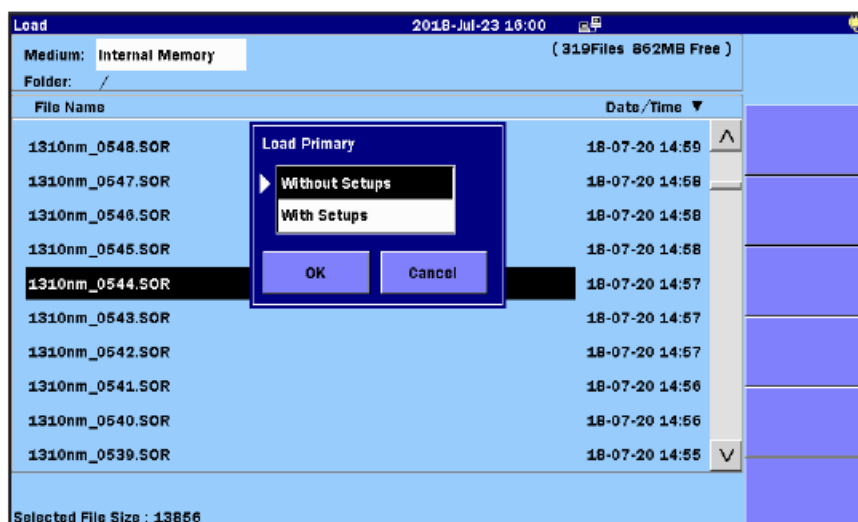 Load 2018-Jul-23 16:00
Medium: Internal Memory (319Files 862MB Free)
Folder: /
File Name Date/Time ▼
1310nm_0548.SOR 18-07-20 14:59
1310nm_0547.SOR 18-07-20 14:58
1310nm_0546.SOR 18-07-20 14:58
1310nm_0545.SOR 18-07-20 14:58
1310nm_0544.SOR 18-07-20 14:57
1310nm_0543.SOR 18-07-20 14:57
1310nm_0542.SOR 18-07-20 14:57
1310nm_0541.SOR 18-07-20 14:56
1310nm_0540.SOR 18-07-20 14:56
1310nm_0539.SOR 18-07-20 14:55
Load Primary
Without Setups
With Setups
OK Cancel
Selected File Size : 13856